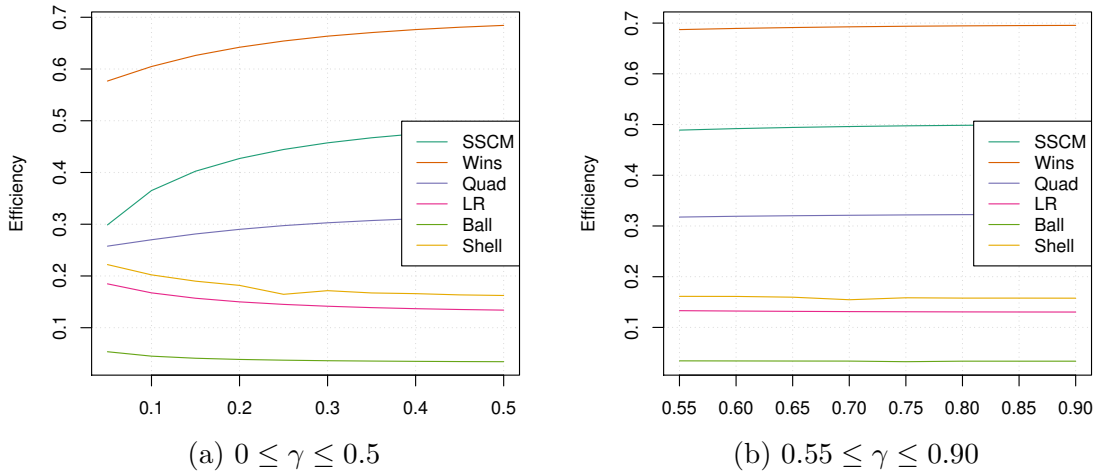 0.7
0.6
0.5
0.4
0.3
0.2
0.1
Efficiency
SSCM
Wins
Quad
LR
Ball
Shell
0.1 0.2 0.3 0.4 0.5
(a) 0 ≤ γ ≤ 0.5
0.7
0.6
0.5
0.4
0.3
0.2
0.1
Efficiency
SSCM
Wins
Quad
LR
Ball
Shell
0.55 0.60 0.65 0.70 0.75 0.80 0.85 0.90
(b) 0.55 ≤ γ ≤ 0.90